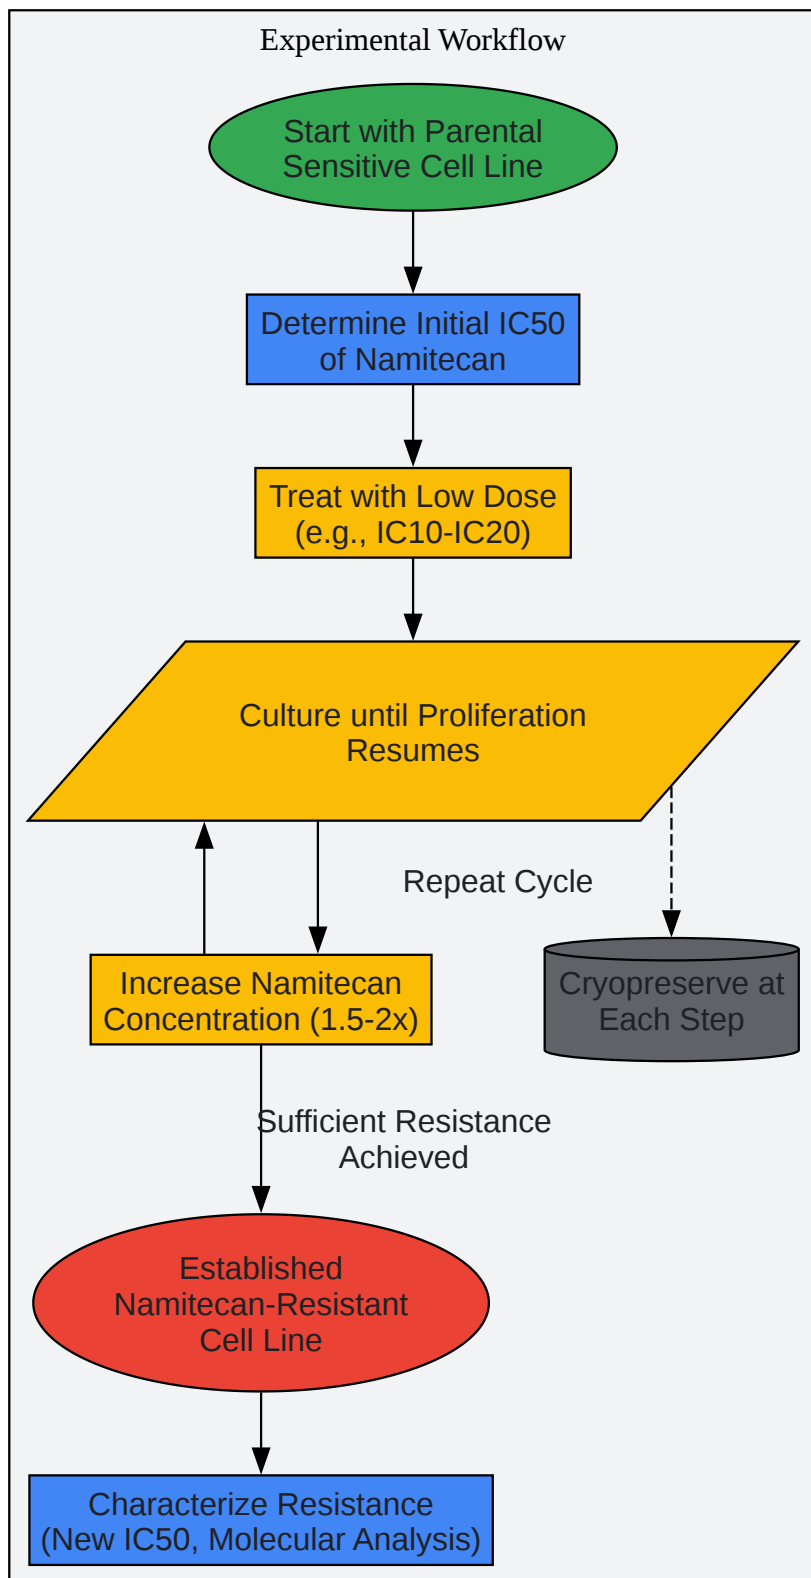 Experimental Workflow
Start with Parental
Sensitive Cell Line
Determine Initial IC50
of Namitecan
Treat with Low Dose
(e.g., IC10-IC20)
Culture until Proliferation
Resumes
Repeat Cycle
Increase Namitecan
Concentration (1.5-2x)
Cryopreserve at
Each Step
Sufficient Resistance
Achieved
Established
Namitecan-Resistant
Cell Line
Characterize Resistance
(New IC50, Molecular Analysis)